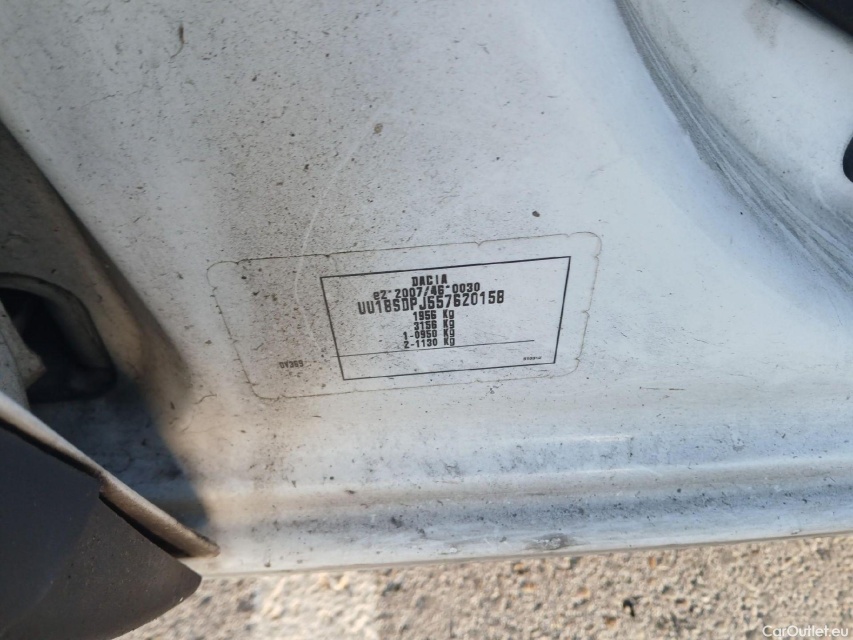 DACIA
e2*2007/46*0030
UU1BSDPJ557620158
1956 Kg
3156 Kg
1-0950 Kg
2-1130 Kg
CarOutlet.eu